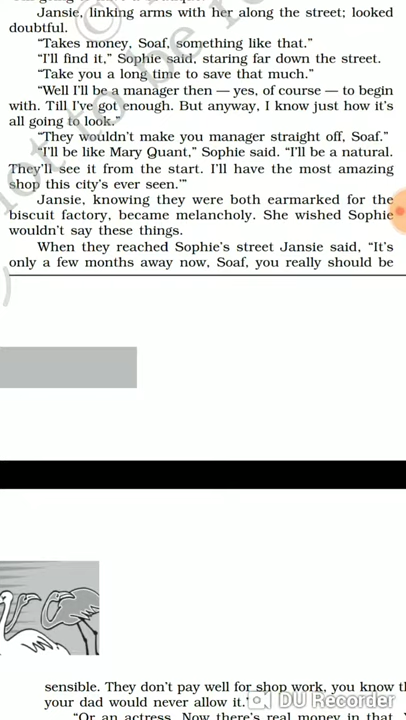 Jansie, linking arms with her along the street; looked
doubtful.
“Takes money, Soaf, something like that.”
“I'll find it,” Sophie said, staring far down the street.
“Take you a long time to save that much.”
“Well I'll be a manager then — yes, of course — to begin
with. Till I've got enough. But anyway, I know just how it's
all going to look.”
“They wouldn't make you manager straight off, Soaf.”
“I'll be like Mary Quant,” Sophie said. “I'll be a natural.
They'll see it from the start. I'll have the most amazing
shop this city's ever seen.’”
Jansie, knowing they were both earmarked for the
biscuit factory, became melancholy. She wished Sophie
wouldn't say these things.
When they reached Sophie's street Jansie said, “It's
only a few months away now, Soaf, you really should be
sensible. They don't pay well for shop work, you know
your dad would never allow it.”
DU Recorder
“Or an actress. Now there's real money in that.